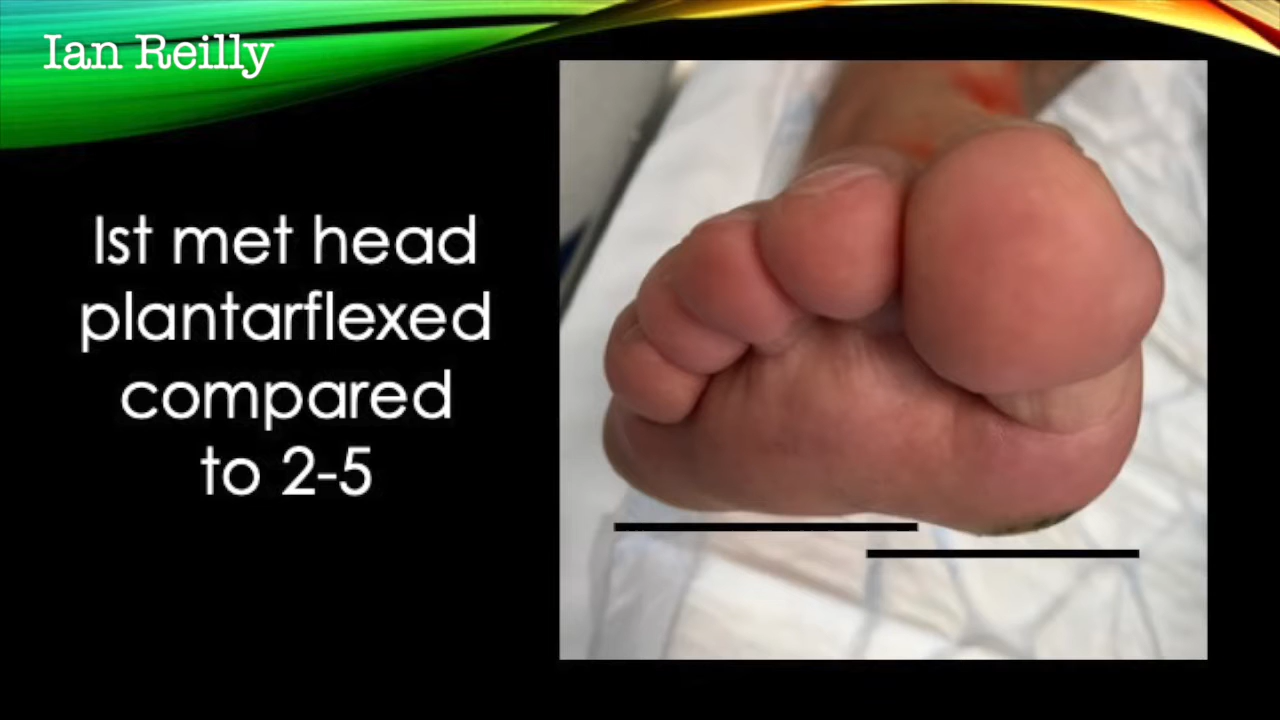 Ian Reilly
Ist met head
plantarflexed
compared
to 2-5